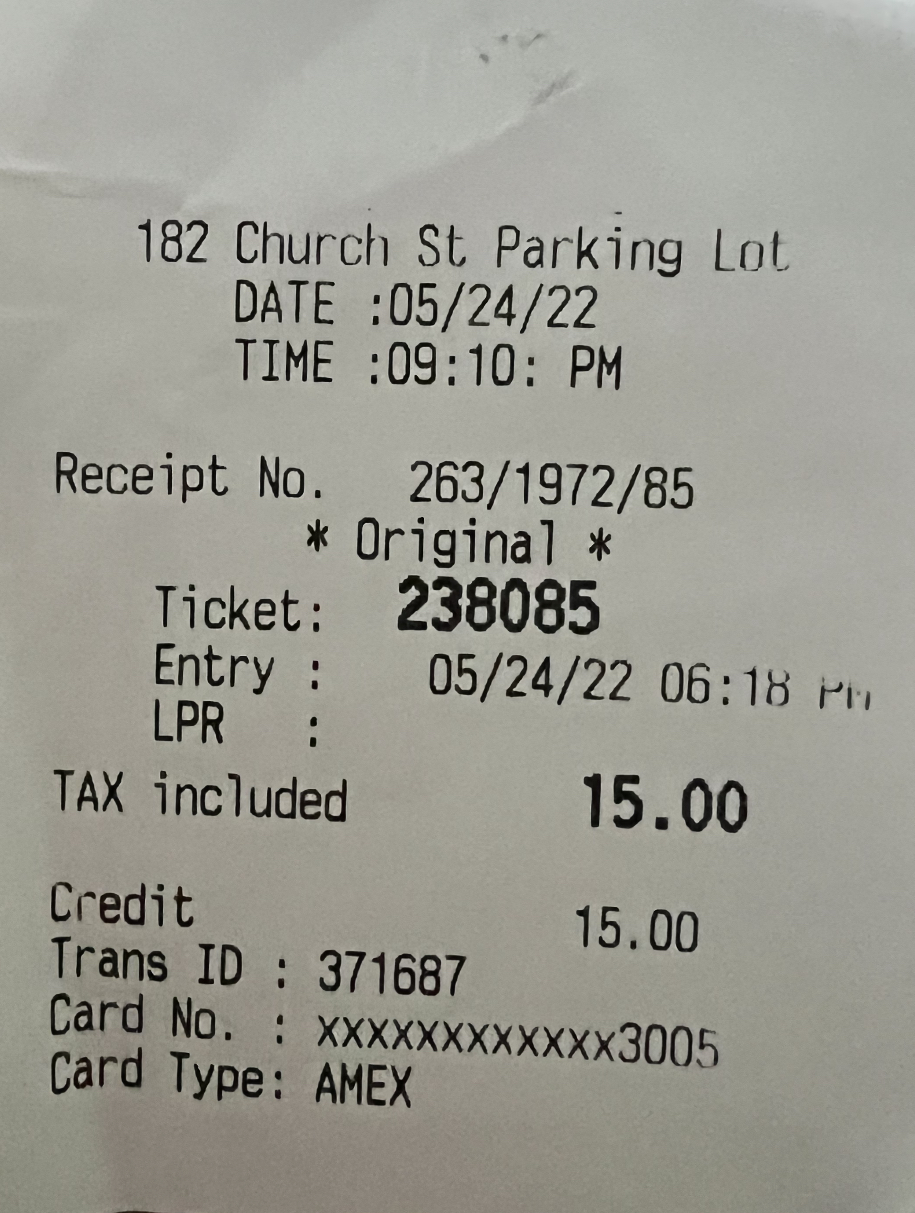 182 Church St Parking Lot
DATE :05/24/22
TIME :09:10: PM
Receipt No. 263/1972/85
* Original *
Ticket: 238085
Entry : 05/24/22 06:18 PM
LPR :
TAX included 15.00
Credit 15.00
Trans ID : 371687
Card No. : xxxxxxxxxxxx3005
Card Type: AMEX